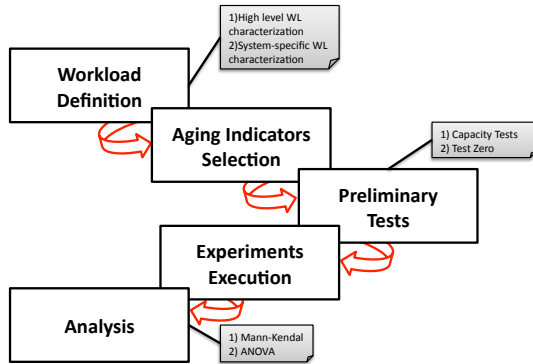 1)High level WL
characterization
2)System-specific WL
characterization
Workload
Definition
Aging Indicators
Selection
1) Capacity Tests
2) Test Zero
Preliminary
Tests
Experiments
Execution
Analysis
1) Mann-Kendal
2) ANOVA